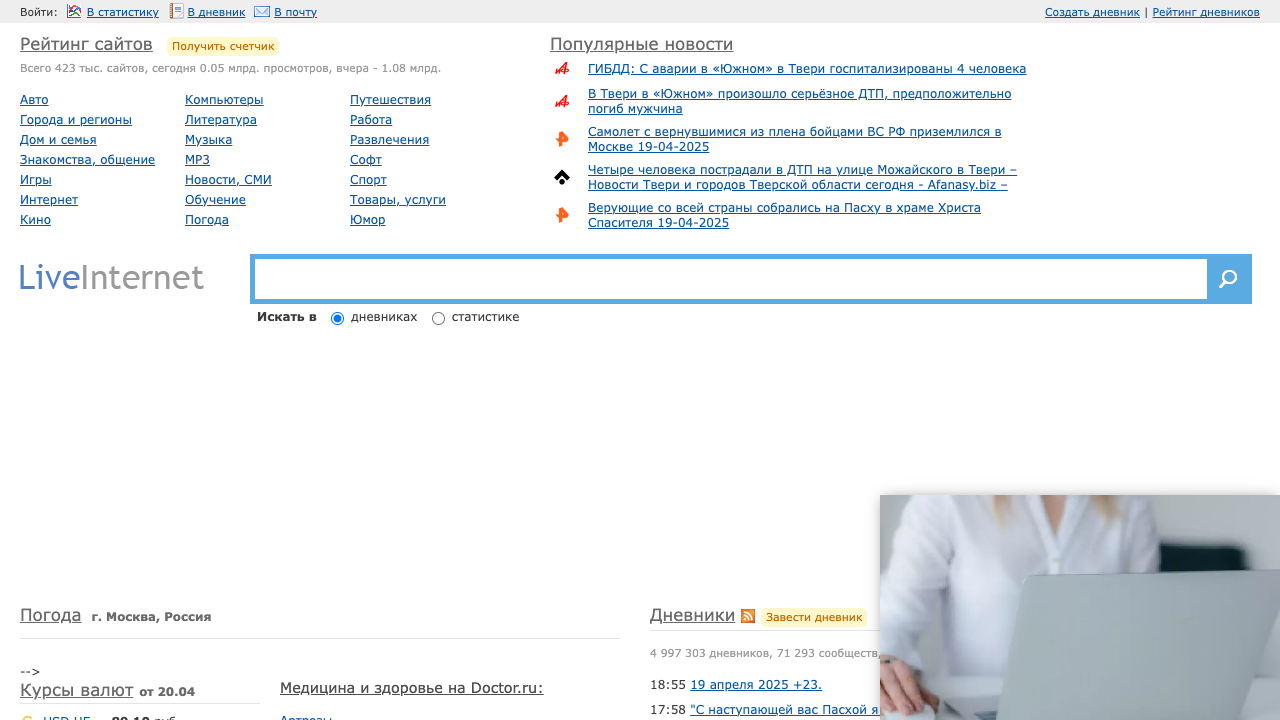 Войти: В статистику В дневник В почту Создать дневник | Рейтинг дневников
Рейтинг сайтов Получить счетчик
Всего 423 тыс. сайтов, сегодня 0.05 млрд. просмотров, вчера - 1.08 млрд.
Авто Компьютеры Путешествия
Города и регионы Литература Работа
Дом и семья Музыка Развлечения
Знакомства, общение MP3 Софт
Игры Новости, СМИ Спорт
Интернет Обучение Товары, услуги
Кино Погода Юмор
Популярные новости
ГИБДД: С аварии в «Южном» в Твери госпитализированы 4 человека
В Твери в «Южном» произошло серьёзное ДТП, предположительно
погиб мужчина
Самолет с вернувшимися из плена бойцами ВС РФ приземлился в
Москве 19-04-2025
Четыре человека пострадали в ДТП на улице Можайского в Твери –
Новости Твери и городов Тверской области сегодня - Afanasy.biz –
Верующие со всей страны собрались на Пасху в храме Христа
Спасителя 19-04-2025
LiveInternet
Искать в дневниках статистике
Погода г. Москва, Россия
-->
Курсы валют от 20.04
Медицина и здоровье на Doctor.ru:
Дневники Завести дневник
4 997 303 дневников, 71 293 сообществ,
18:55 19 апреля 2025 +23.
17:58 "С наступающей вас Пасхой я